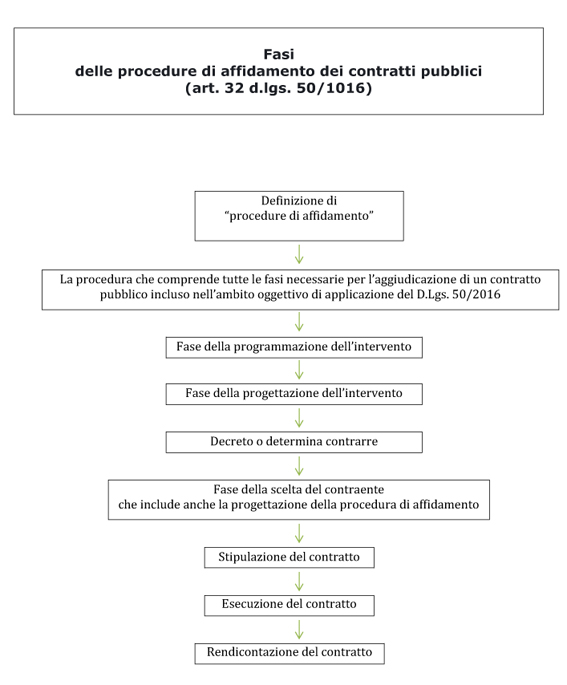 Fasi
delle procedure di affidamento dei contratti pubblici
(art. 32 d.lgs. 50/1016)
Definizione di
“procedure di affidamento”
La procedura che comprende tutte le fasi necessarie per l’aggiudicazione di un contratto
pubblico incluso nell’ambito oggettivo di applicazione del D.Lgs. 50/2016
Fase della programmazione dell’intervento
Fase della progettazione dell’intervento
Decreto o determina contrarre
Fase della scelta del contraente
che include anche la progettazione della procedura di affidamento
Stipulazione del contratto
Esecuzione del contratto
Rendicontazione del contratto